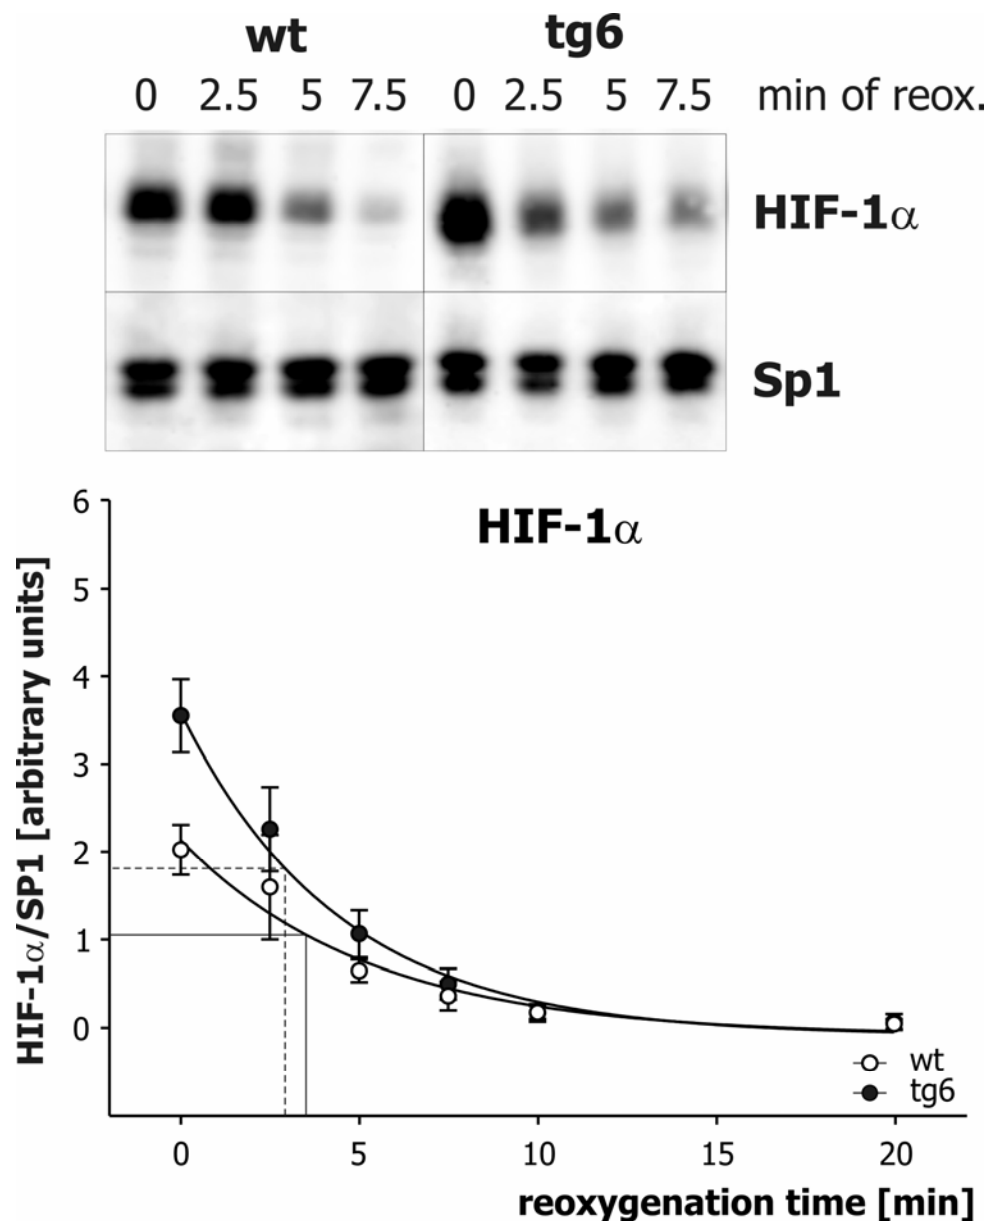 wt tg6
0 2.5 5 7.5 0 2.5 5 7.5 min of reox.
HIF-1α
Sp1
HIF-1α
HIF-1α/SP1 [arbitrary units]
6
5
4
3
2
1
0
wt
tg6
0 5 10 15 20
reoxygenation time [min]